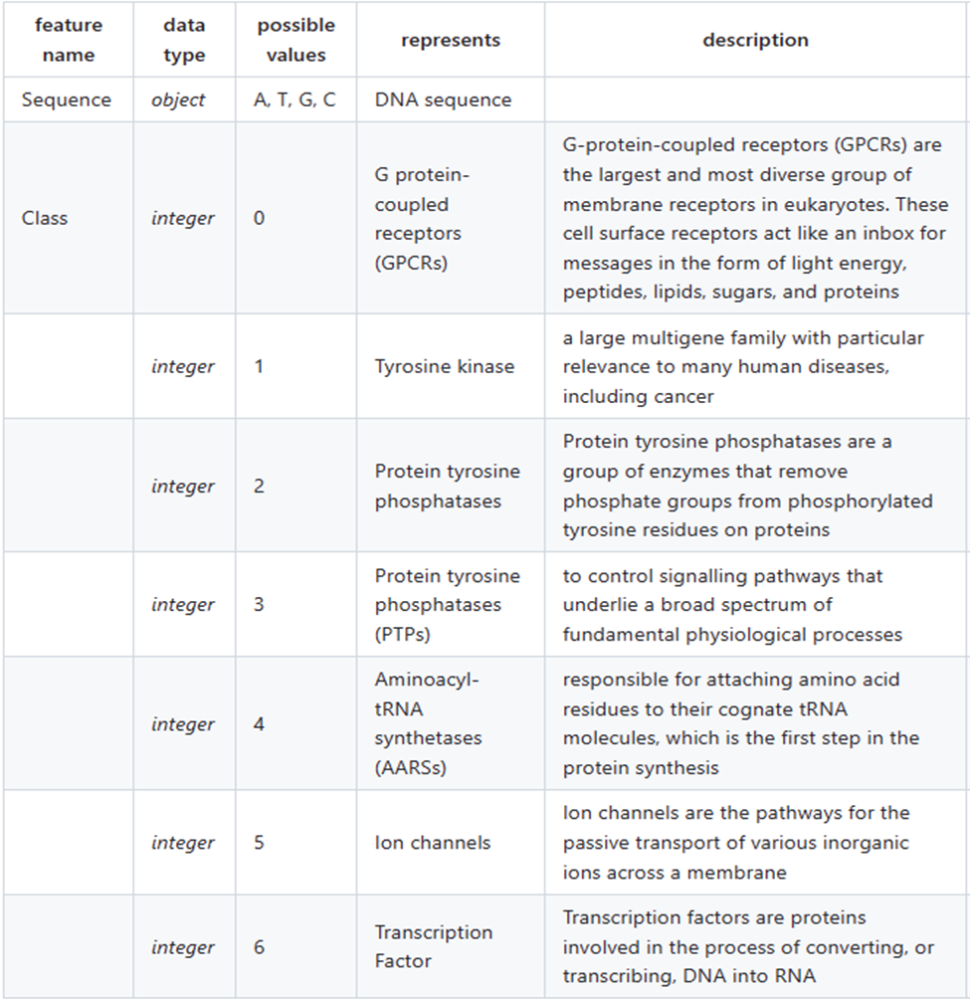 feature name data type possible values represents description
Sequence object A, T, G, C DNA sequence
Class integer 0 G protein-coupled receptors (GPCRs) G-protein-coupled receptors (GPCRs) are
the largest and most diverse group of
membrane receptors in eukaryotes. These
cell surface receptors act like an inbox for
messages in the form of light energy,
peptides, lipids, sugars, and proteins
integer 1 Tyrosine kinase a large multigene family with particular
relevance to many human diseases,
including cancer
integer 2 Protein tyrosine phosphatases Protein tyrosine phosphatases are a
group of enzymes that remove
phosphate groups from phosphorylated
tyrosine residues on proteins
integer 3 Protein tyrosine phosphatases (PTPs) to control signalling pathways that
underlie a broad spectrum of
fundamental physiological processes
integer 4 Aminoacyl-tRNA synthetases (AARSs) responsible for attaching amino acid
residues to their cognate tRNA
molecules, which is the first step in the
protein synthesis
integer 5 Ion channels Ion channels are the pathways for the
passive transport of various inorganic
ions across a membrane
integer 6 Transcription Factor Transcription factors are proteins
involved in the process of converting, or
transcribing, DNA into RNA